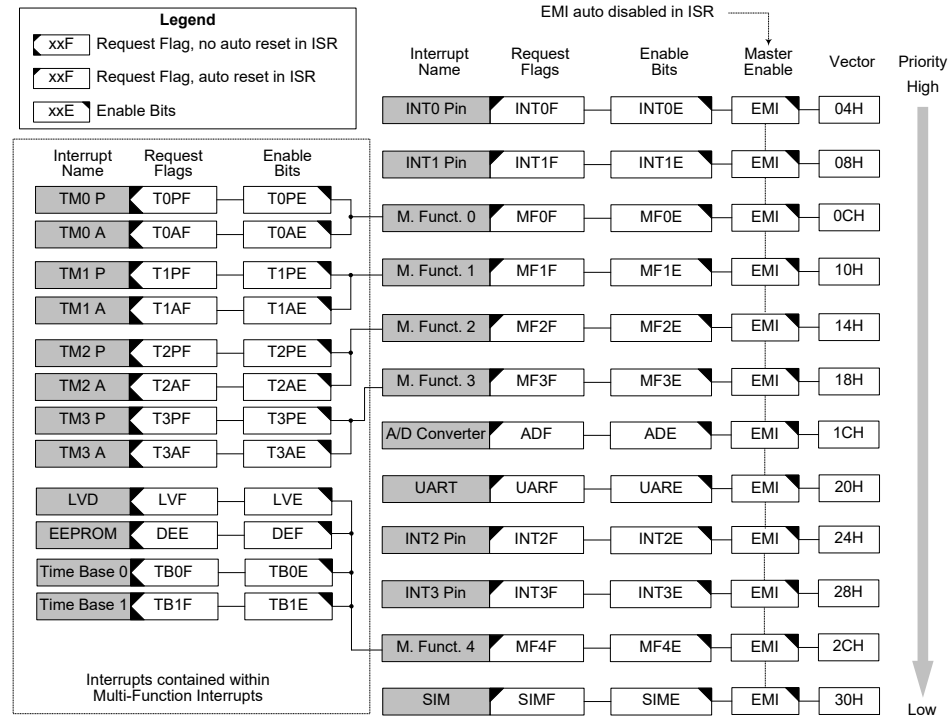 EMI auto disabled in ISR
Legend
xxF Request Flag, no auto reset in ISR
xxF Request Flag, auto reset in ISR
xxE Enable Bits
Interrupt Name Request Flags Enable Bits Master Enable Vector Priority
High
INT0 Pin INT0F INT0E EMI 04H
INT1 Pin INT1F INT1E EMI 08H
M. Funct. 0 MF0F MF0E EMI 0CH
M. Funct. 1 MF1F MF1E EMI 10H
M. Funct. 2 MF2F MF2E EMI 14H
M. Funct. 3 MF3F MF3E EMI 18H
A/D Converter ADF ADE EMI 1CH
UART UARF UARE EMI 20H
INT2 Pin INT2F INT2E EMI 24H
INT3 Pin INT3F INT3E EMI 28H
M. Funct. 4 MF4F MF4E EMI 2CH
SIM SIMF SIME EMI 30H
Low
Interrupt Name Request Flags Enable Bits
TM0 P T0PF T0PE
TM0 A T0AF T0AE
TM1 P T1PF T1PE
TM1 A T1AF T1AE
TM2 P T2PF T2PE
TM2 A T2AF T2AE
TM3 P T3PF T3PE
TM3 A T3AF T3AE
LVD LVF LVE
EEPROM DEE DEF
Time Base 0 TB0F TB0E
Time Base 1 TB1F TB1E
Interrupts contained within
Multi-Function Interrupts